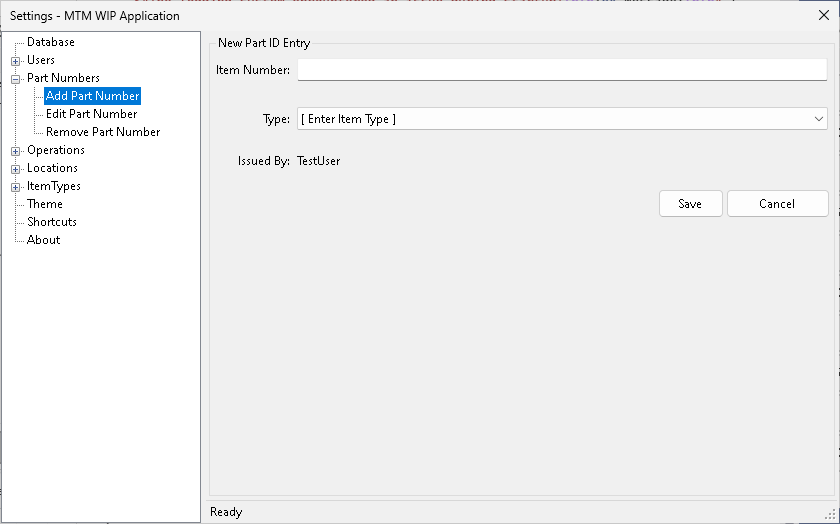 Settings - MTM WIP Application
Database
Users
Part Numbers
Add Part Number
Edit Part Number
Remove Part Number
Operations
Locations
ItemTypes
Theme
Shortcuts
About
New Part ID Entry
Item Number:
Type: [ Enter Item Type ]
Issued By: TestUser
Save Cancel
Ready